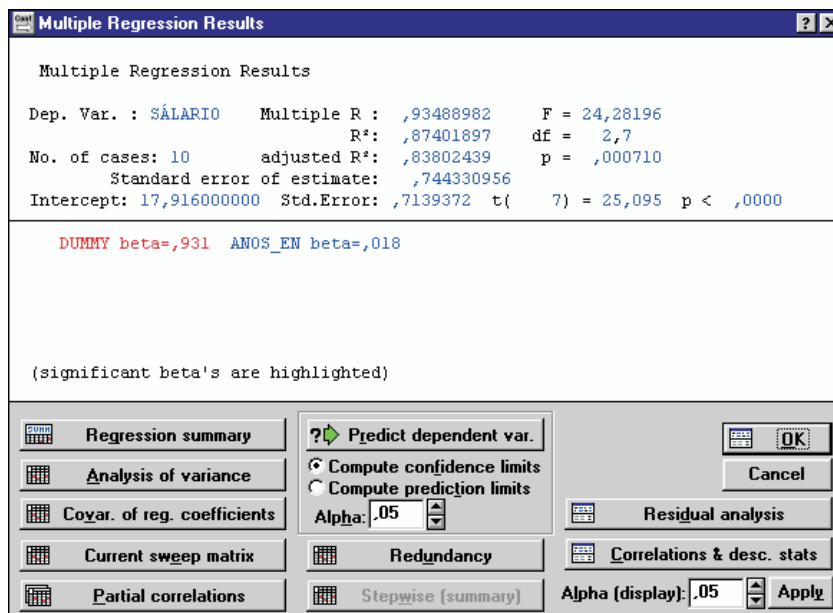 Multiple Regression Results
Multiple Regression Results
Dep. Var. : SÁLARIO Multiple R : ,93488982 F = 24,28196
R²: ,87401897 df = 2,7
No. of cases: 10 adjusted R²: ,83802439 p = ,000710
Standard error of estimate: ,744330956
Intercept: 17,916000000 Std.Error: ,7139372 t( 7) = 25,095 p < ,0000
DUMMY beta=,931 ANOS_EN beta=,018
(significant beta's are highlighted)
Regression summary
Analysis of variance
Covar. of reg. coefficients
Current sweep matrix
Partial correlations
Predict dependent var.
Compute confidence limits
Compute prediction limits
Alpha: ,05
Redundancy
Stepwise (summary)
OK
Cancel
Residual analysis
Correlations & desc. stats
Alpha (display): ,05 Apply